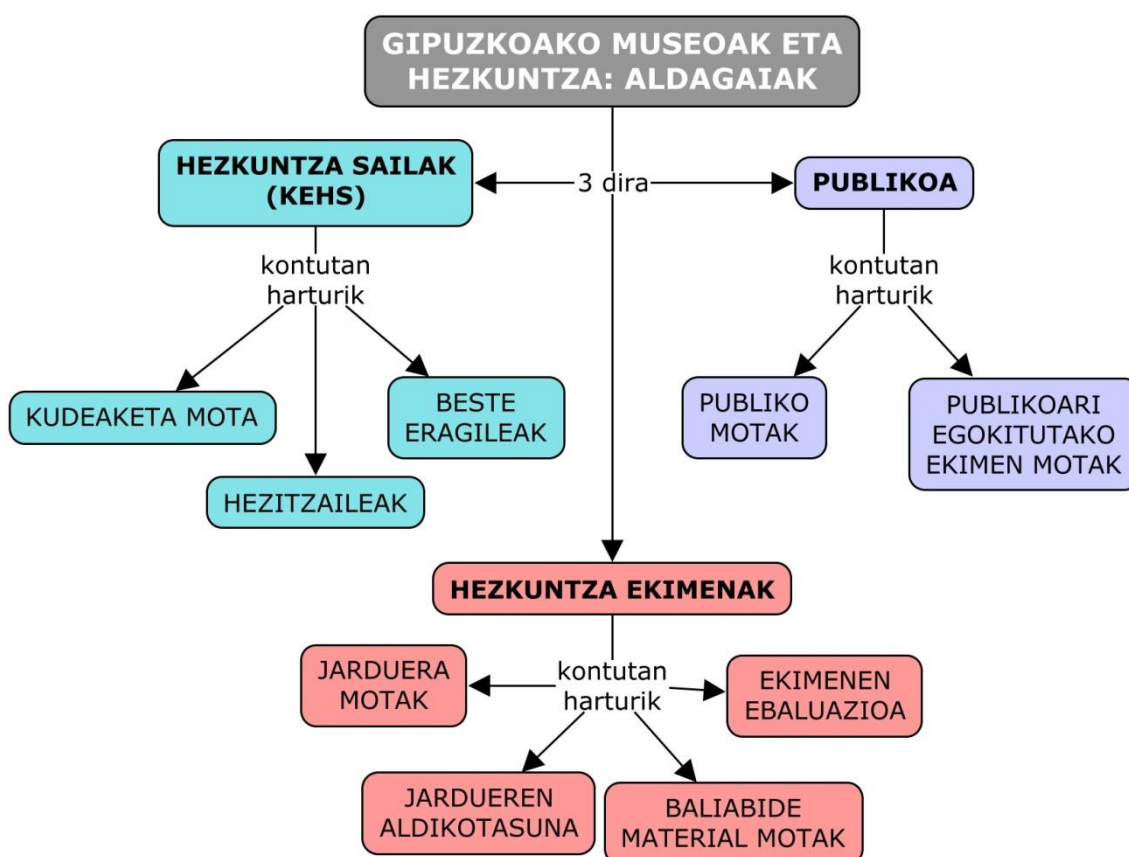 GIPUZKOAKO MUSEOAK ETA
HEZKUNTZA: ALDAGAIAK
HEZKUNTZA SAILAK
(KEHS)
3 dira
PUBLIKOA
kontutan
harturik
kontutan
harturik
KUDEAKETA MOTA
BESTE
ERAGILEAK
HEZITZAILEAK
PUBLIKO
MOTAK
PUBLIKOARI
EGOKITUTAKO
EKIMEN MOTAK
HEZKUNTZA EKIMENAK
kontutan
harturik
JARDUERA
MOTAK
EKIMENEN
EBALUAZIOA
JARDUEREN
ALDIKOTASUNA
BALIABIDE
MATERIAL MOTAK